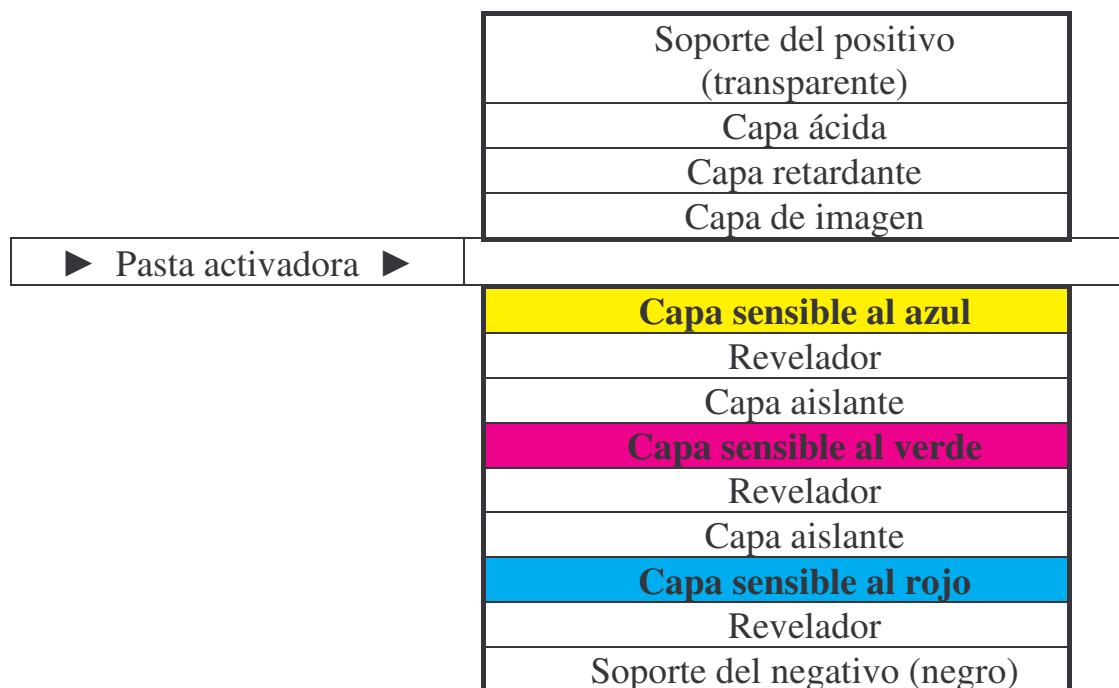 Soporte del positivo
(transparente)
Capa ácida
Capa retardante
Capa de imagen
► Pasta activadora ►
Capa sensible al azul
Revelador
Capa aislante
Capa sensible al verde
Revelador
Capa aislante
Capa sensible al rojo
Revelador
Soporte del negativo (negro)